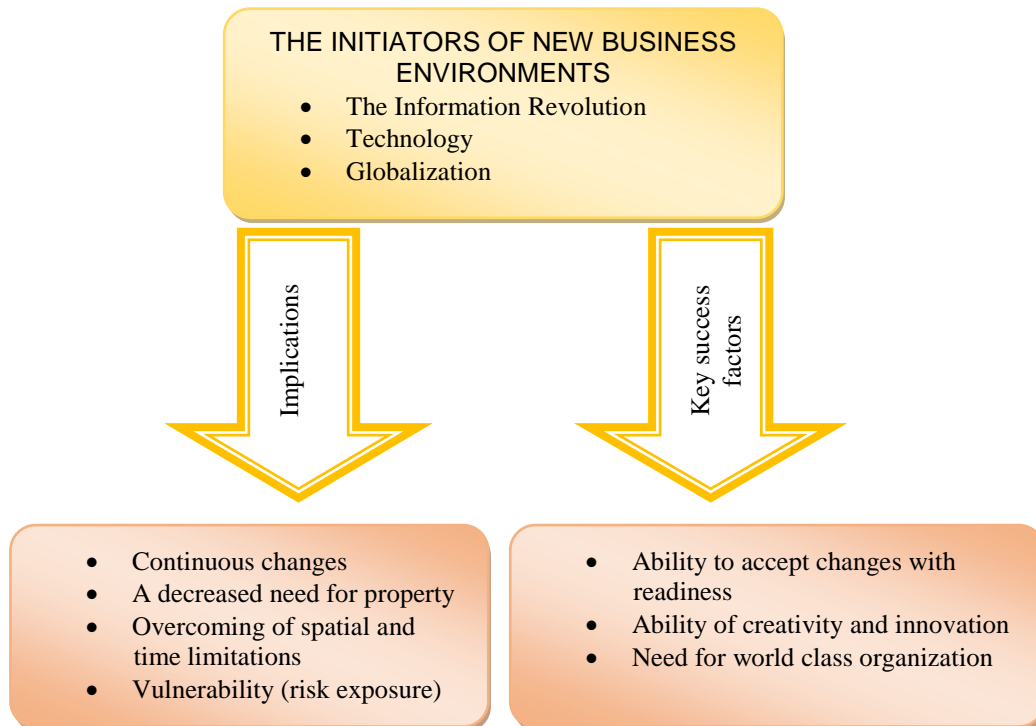 THE INITIATORS OF NEW BUSINESS
ENVIRONMENTS
• The Information Revolution
• Technology
• Globalization
Implications
Key success
factors
• Continuous changes
• A decreased need for property
• Overcoming of spatial and
time limitations
• Vulnerability (risk exposure)
• Ability to accept changes with
readiness
• Ability of creativity and innovation
• Need for world class organization